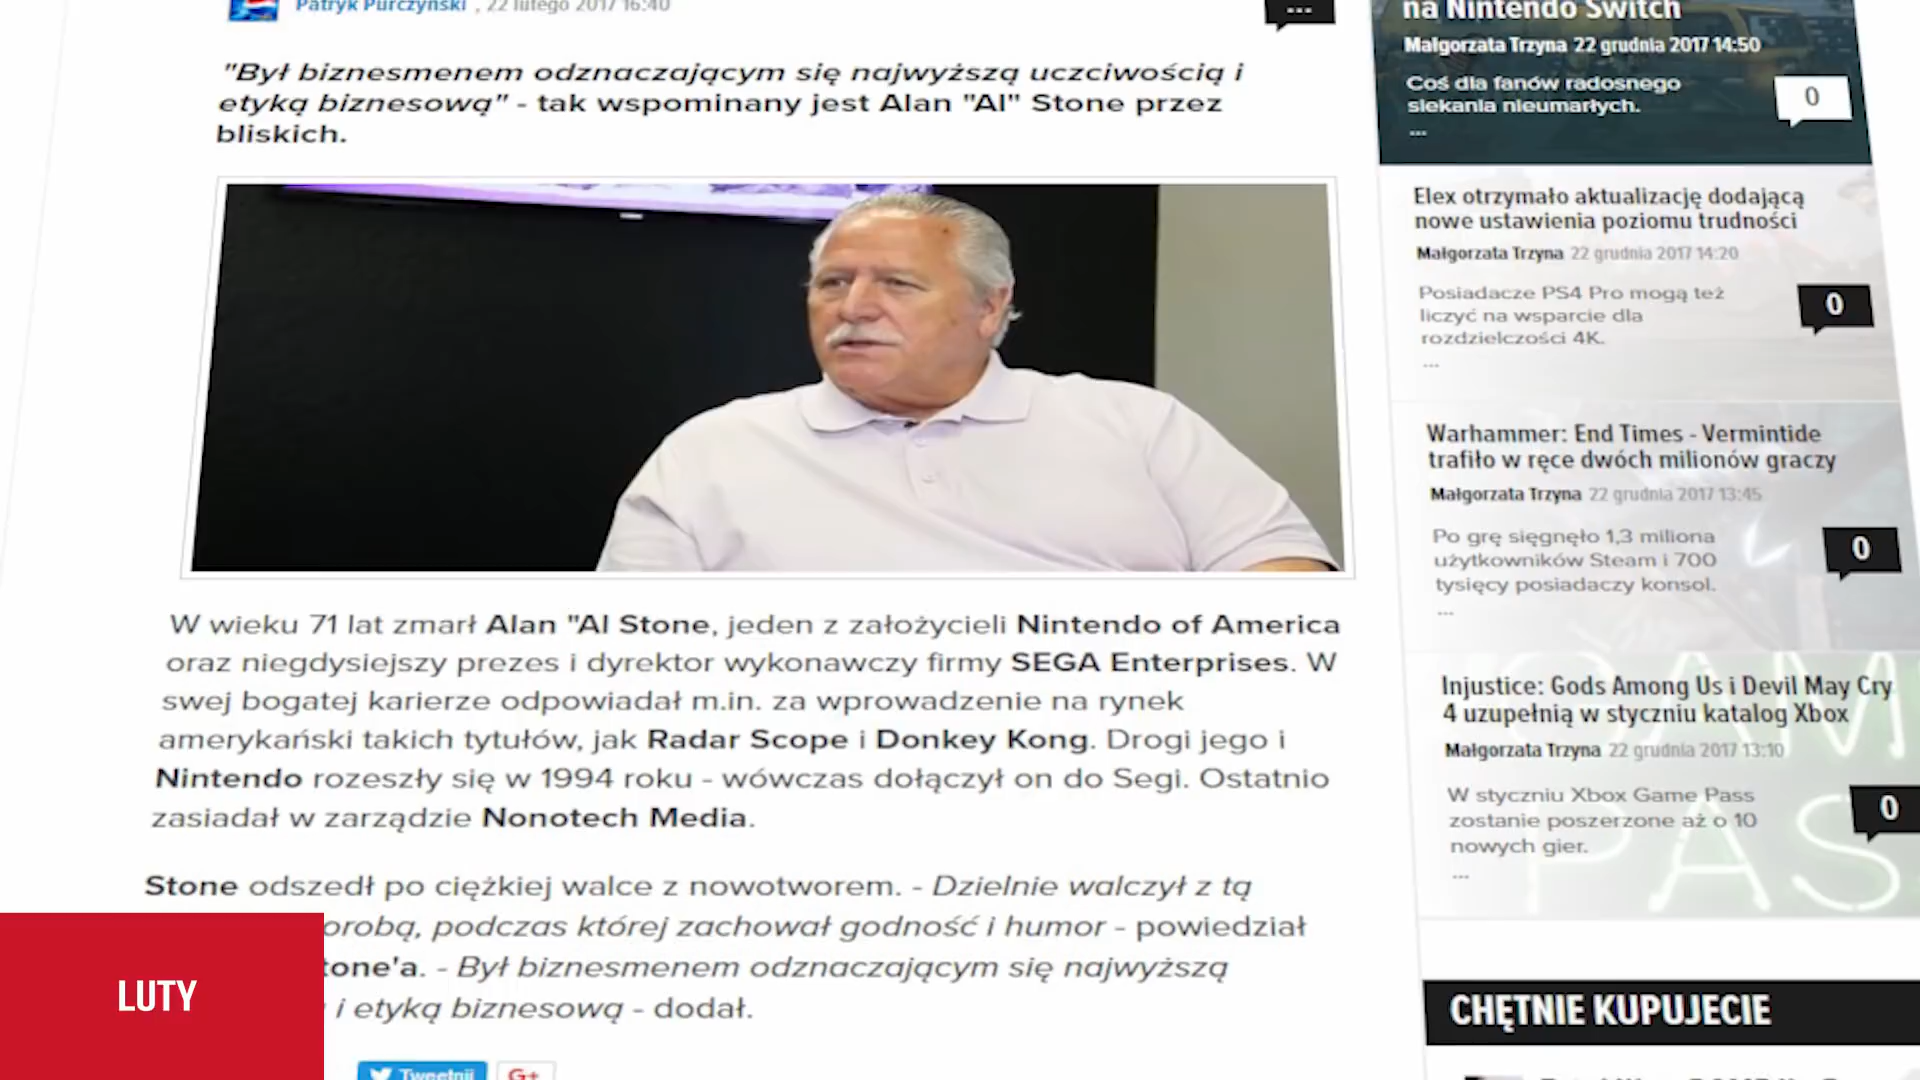 Patryk Purczyński , 22 lutego 2017 16:40
...
"Był biznesmenem odznaczającym się najwyższą uczciwością i
etyką biznesową" - tak wspominany jest Alan "Al" Stone przez
bliskich.
W wieku 71 lat zmarł Alan "Al Stone, jeden z założycieli Nintendo of America
oraz niegdysiejszy prezes i dyrektor wykonawczy firmy SEGA Enterprises. W
swej bogatej karierze odpowiadał m.in. za wprowadzenie na rynek
amerykański takich tytułów, jak Radar Scope i Donkey Kong. Drogi jego i
Nintendo rozeszły się w 1994 roku - wówczas dołączył on do Segi. Ostatnio
zasiadał w zarządzie Nonotech Media.
Stone odszedł po ciężkiej walce z nowotworem. - Dzielnie walczył z tą
orobą, podczas której zachował godność i humor - powiedział
tone'a. - Był biznesmenem odznaczającym się najwyższą
i etyką biznesową - dodał.
Tweetnij
G+
LUTY
na Nintendo Switch
Małgorzata Trzyna 22 grudnia 2017 14:50
Coś dla fanów radosnego
siekania nieumarłych.
...
0
Elex otrzymało aktualizację dodającą
nowe ustawienia poziomu trudności
Małgorzata Trzyna 22 grudnia 2017 14:20
Posiadacze PS4 Pro mogą też
liczyć na wsparcie dla
rozdzielczości 4K.
...
0
Warhammer: End Times - Vermintide
trafiło w ręce dwóch milionów graczy
Małgorzata Trzyna 22 grudnia 2017 13:45
Po grę sięgnęło 1,3 miliona
użytkowników Steam i 700
tysięcy posiadaczy konsol.
...
0
Injustice: Gods Among Us i Devil May Cry
4 uzupełnią w styczniu katalog Xbox
Małgorzata Trzyna 22 grudnia 2017 13:10
W styczniu Xbox Game Pass
zostanie poszerzone aż o 10
nowych gier.
...
0
CHĘTNIE KUPUJECIE